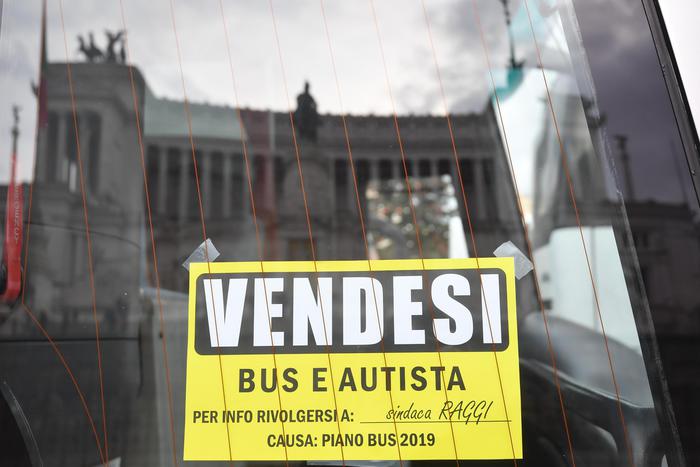 VENDESI
BUS E AUTISTA
PER INFO RIVOLGERSI A: sindaca RAGGI
CAUSA: PIANO BUS 2019